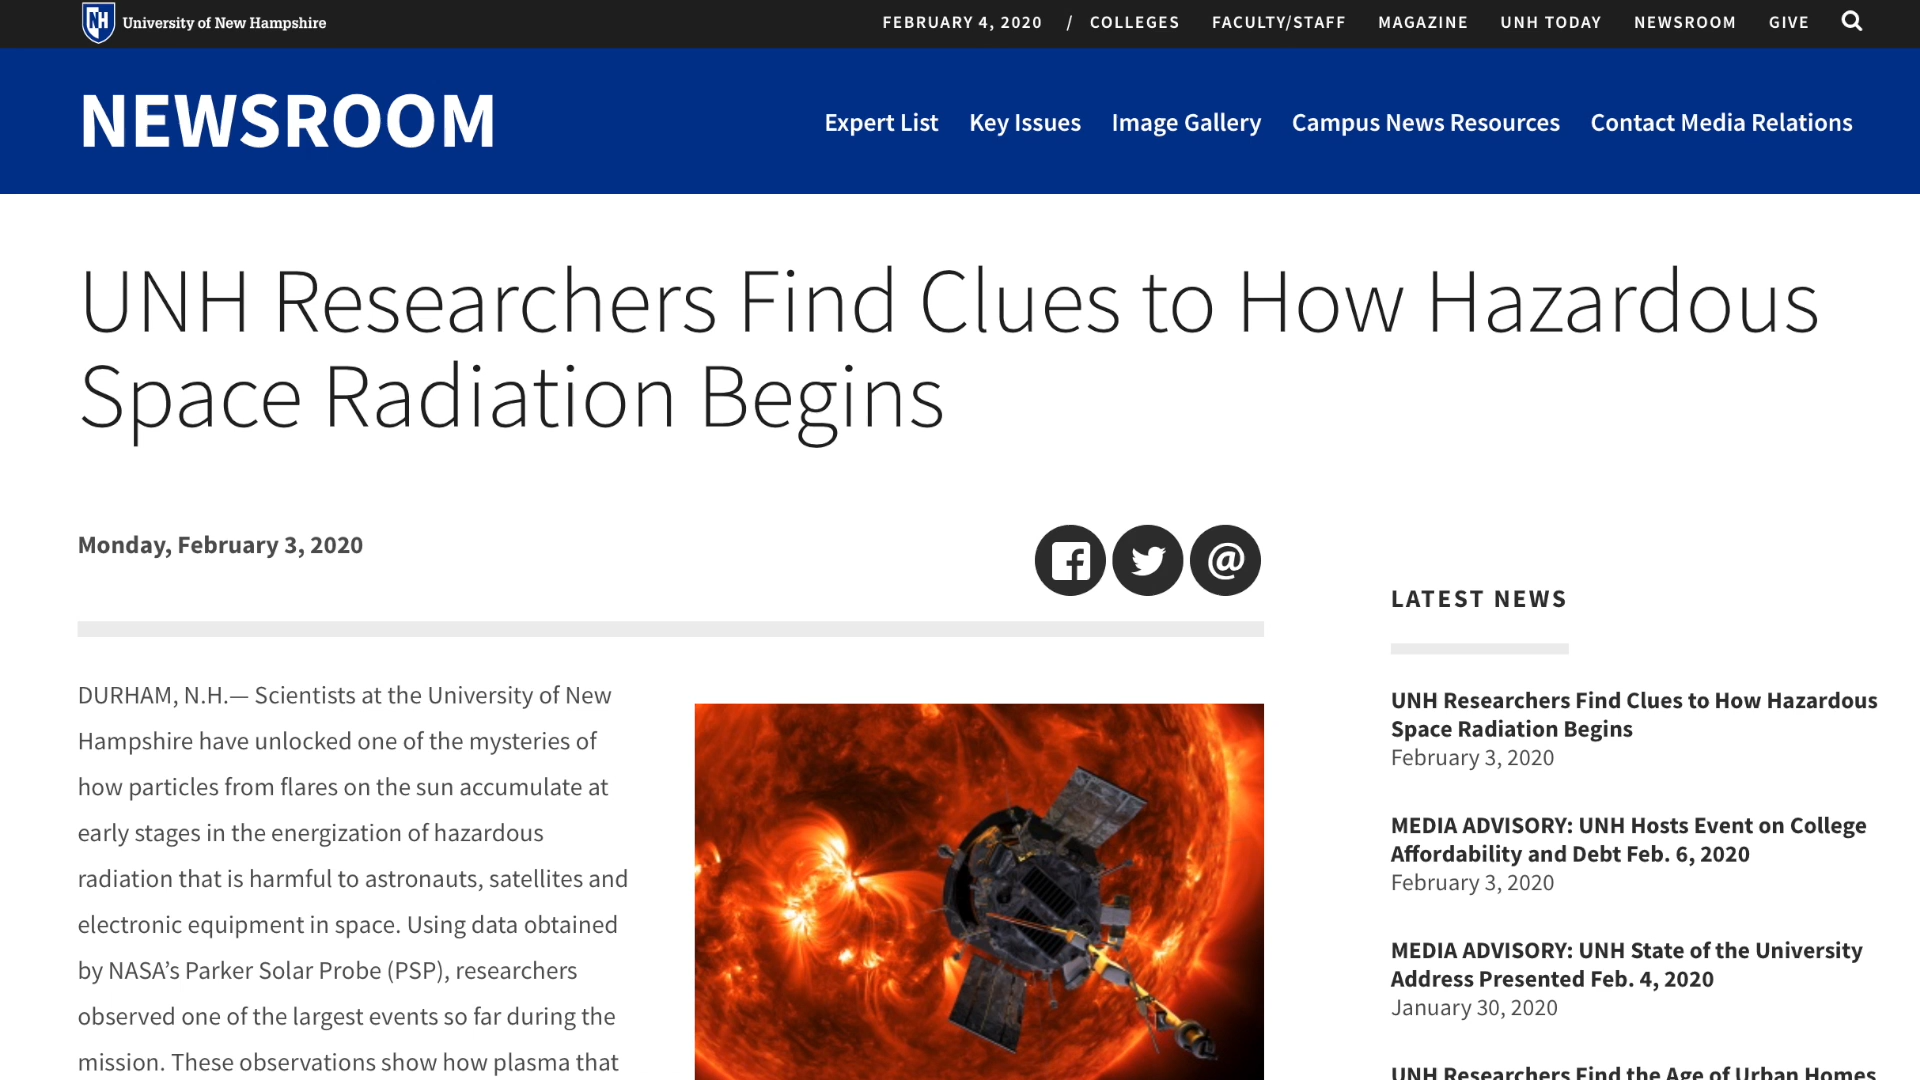 NH University of New Hampshire
FEBRUARY 4, 2020 / COLLEGES FACULTY/STAFF MAGAZINE UNH TODAY NEWSROOM GIVE
NEWSROOM
Expert List Key Issues Image Gallery Campus News Resources Contact Media Relations
UNH Researchers Find Clues to How Hazardous
Space Radiation Begins
Monday, February 3, 2020
DURHAM, N.H.— Scientists at the University of New
Hampshire have unlocked one of the mysteries of
how particles from flares on the sun accumulate at
early stages in the energization of hazardous
radiation that is harmful to astronauts, satellites and
electronic equipment in space. Using data obtained
by NASA’s Parker Solar Probe (PSP), researchers
observed one of the largest events so far during the
mission. These observations show how plasma that
LATEST NEWS
UNH Researchers Find Clues to How Hazardous
Space Radiation Begins
February 3, 2020
MEDIA ADVISORY: UNH Hosts Event on College
Affordability and Debt Feb. 6, 2020
February 3, 2020
MEDIA ADVISORY: UNH State of the University
Address Presented Feb. 4, 2020
January 30, 2020
UNH Researchers Find the Age of Urban Homes